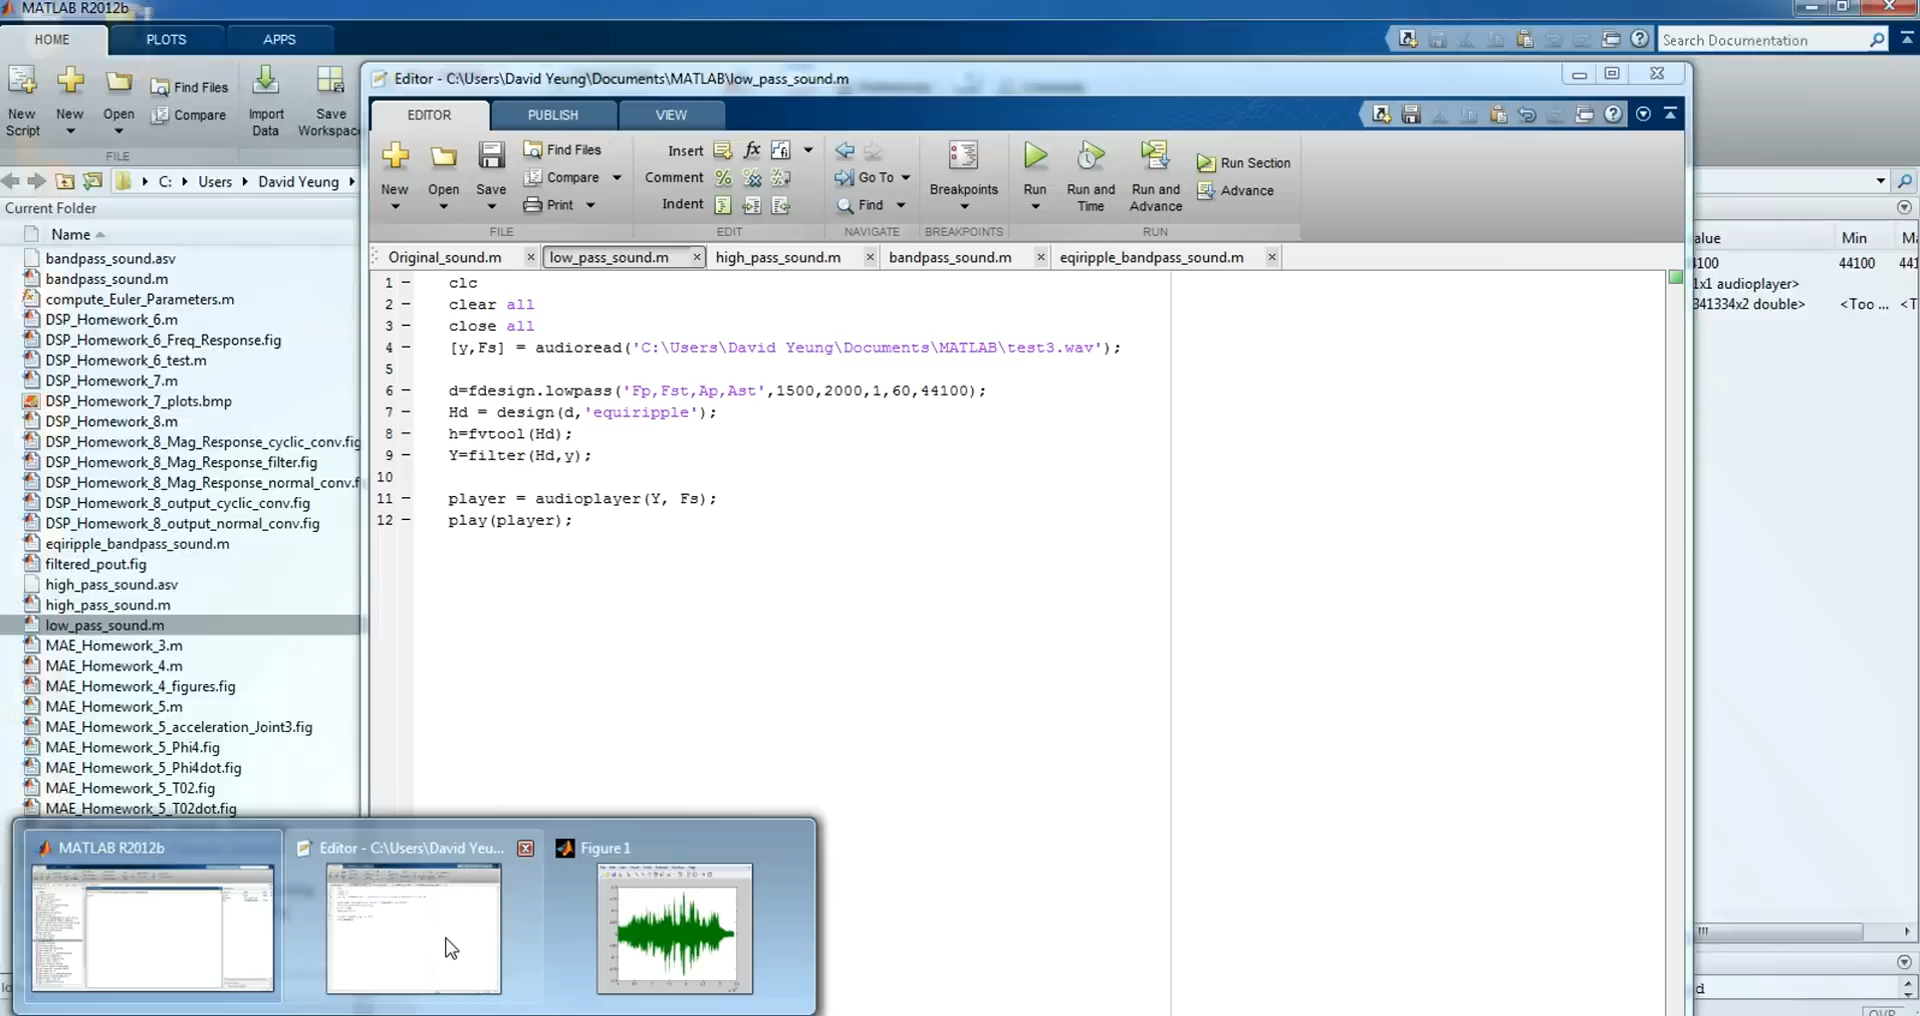 MATLAB R2012b
HOME PLOTS APPS
Search Documentation
New Script
New
Open
Find Files
Compare
Import Data
Save Workspac
FILE
C: Users David Yeung
Current Folder
Name
bandpass_sound.asv
bandpass_sound.m
compute_Euler_Parameters.m
DSP_Homework_6.m
DSP_Homework_6_Freq_Response.fig
DSP_Homework_6_test.m
DSP_Homework_7.m
DSP_Homework_7_plots.bmp
DSP_Homework_8.m
DSP_Homework_8_Mag_Response_cyclic_conv.fig
DSP_Homework_8_Mag_Response_filter.fig
DSP_Homework_8_Mag_Response_normal_conv.f
DSP_Homework_8_output_cyclic_conv.fig
DSP_Homework_8_output_normal_conv.fig
eqiripple_bandpass_sound.m
filtered_pout.fig
high_pass_sound.asv
high_pass_sound.m
low_pass_sound.m
MAE_Homework_3.m
MAE_Homework_4.m
MAE_Homework_4_figures.fig
MAE_Homework_5.m
MAE_Homework_5_acceleration_Joint3.fig
MAE_Homework_5_Phi4.fig
MAE_Homework_5_Phi4dot.fig
MAE_Homework_5_T02.fig
MAE_Homework_5_T02dot.fig
Editor - C:\Users\David Yeung\Documents\MATLAB\low_pass_sound.m
EDITOR PUBLISH VIEW
New
Open
Save
Find Files
Compare
Print
FILE
Insert
Comment
Indent
EDIT
Go To
Find
NAVIGATE
Breakpoints
BREAKPOINTS
Run
Run and Time
Run and Advance
Run Section
Advance
RUN
Original_sound.m low_pass_sound.m high_pass_sound.m bandpass_sound.m eqiripple_bandpass_sound.m
1 - clc
2 - clear all
3 - close all
4 - [y,Fs] = audioread('C:\Users\David Yeung\Documents\MATLAB\test3.wav');
5
6 - d=fdesign.lowpass('Fp,Fst,Ap,Ast',1500,2000,1,60,44100);
7 - Hd = design(d,'equiripple');
8 - h=fvtool(Hd);
9 - Y=filter(Hd,y);
10
11 - player = audioplayer(Y, Fs);
12 - play(player);
alue Min Ma
4100 44100 441
1x1 audioplayer>
341334x2 double> <Too ... <T
MATLAB R2012b
Editor - C:\Users\David Yeu...
Figure 1
d
OVR